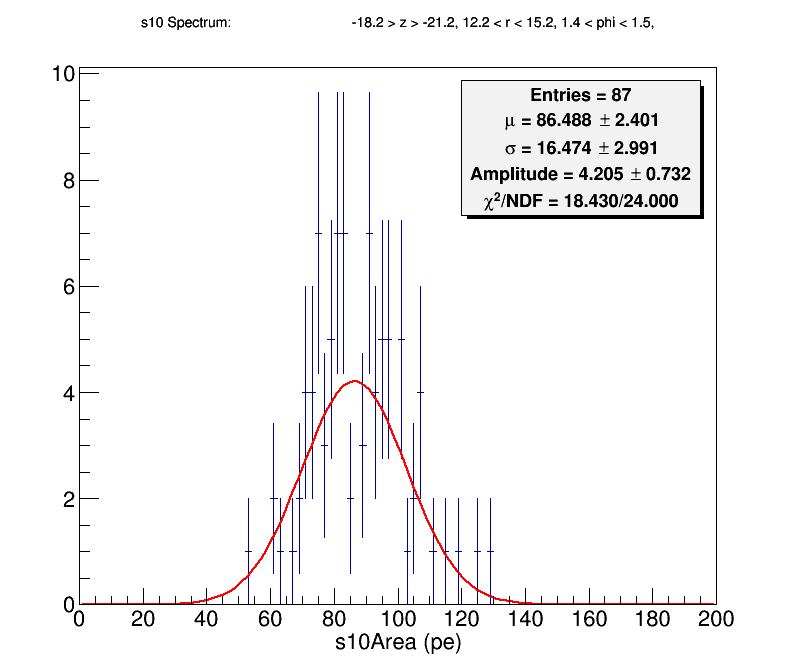 s10 Spectrum: -18.2 > z > -21.2, 12.2 < r < 15.2, 1.4 < phi < 1.5,
Entries = 87
μ = 86.488 ± 2.401
σ = 16.474 ± 2.991
Amplitude = 4.205 ± 0.732
χ²/NDF = 18.430/24.000
10
8
6
4
2
0
0 20 40 60 80 100 120 140 160 180 200
s10Area (pe)